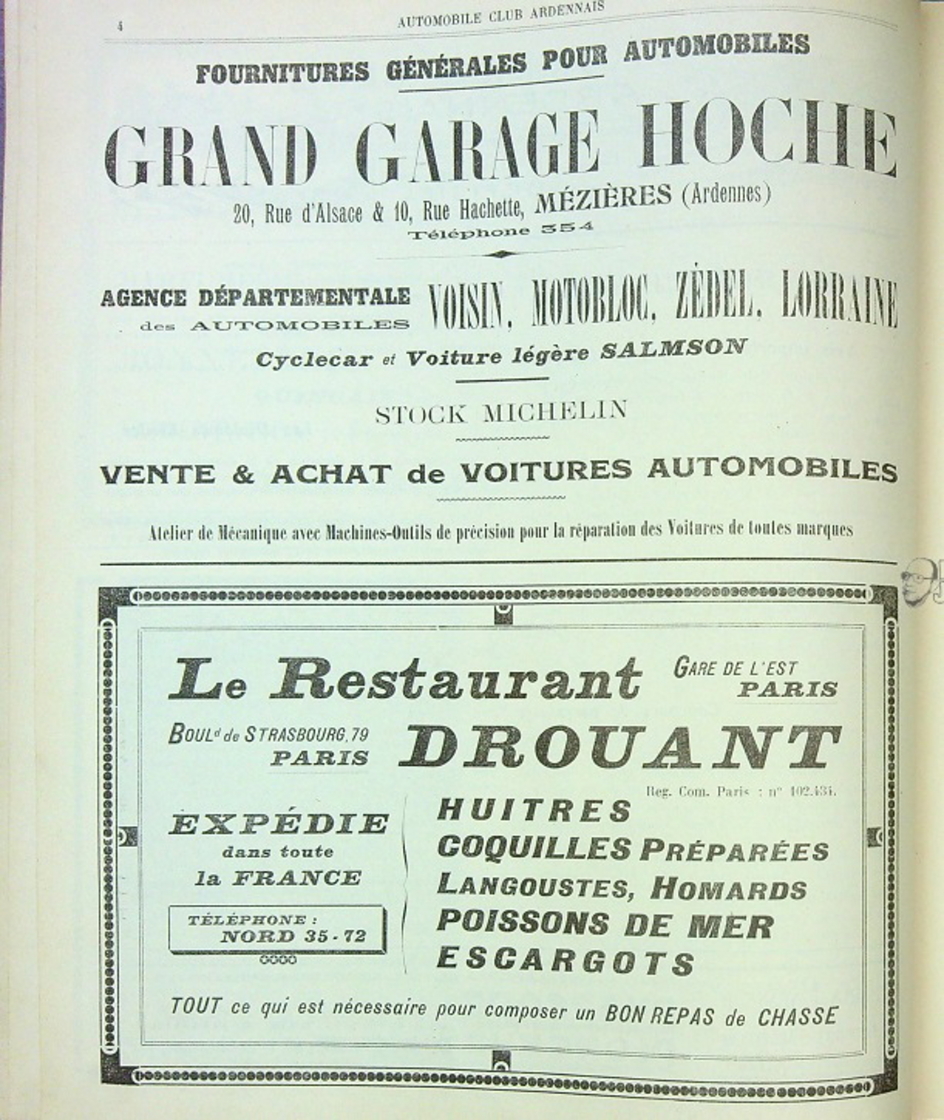 4
AUTOMOBILE CLUB ARDENNAIS
FOURNITURES GÉNÉRALES POUR AUTOMOBILES
GRAND GARAGE HOCHE
20, Rue d'Alsace & 10, Rue Hachette, MÉZIÈRES (Ardennes)
Téléphone 354
AGENCE DÉPARTEMENTALE
des AUTOMOBILES
VOISIN, MOTOBLOC, ZÈDEL, LORRAINE
Cyclecar et Voiture légère SALMSON
STOCK MICHELIN
VENTE & ACHAT de VOITURES AUTOMOBILES
Atelier de Mécanique avec Machines-Outils de précision pour la réparation des Voitures de toutes marques
Le Restaurant
GARE DE L'EST
PARIS
BOULd de STRASBOURG, 79
PARIS
DROUANT
Reg. Com. Paris : n° 102.434.
EXPÉDIE
dans toute
la FRANCE
TÉLÉPHONE :
NORD 35-72
HUITRES
COQUILLES PRÉPARÉES
LANGOUSTES, HOMARDS
POISSONS DE MER
ESCARGOTS
TOUT ce qui est nécessaire pour composer un BON REPAS de CHASSE